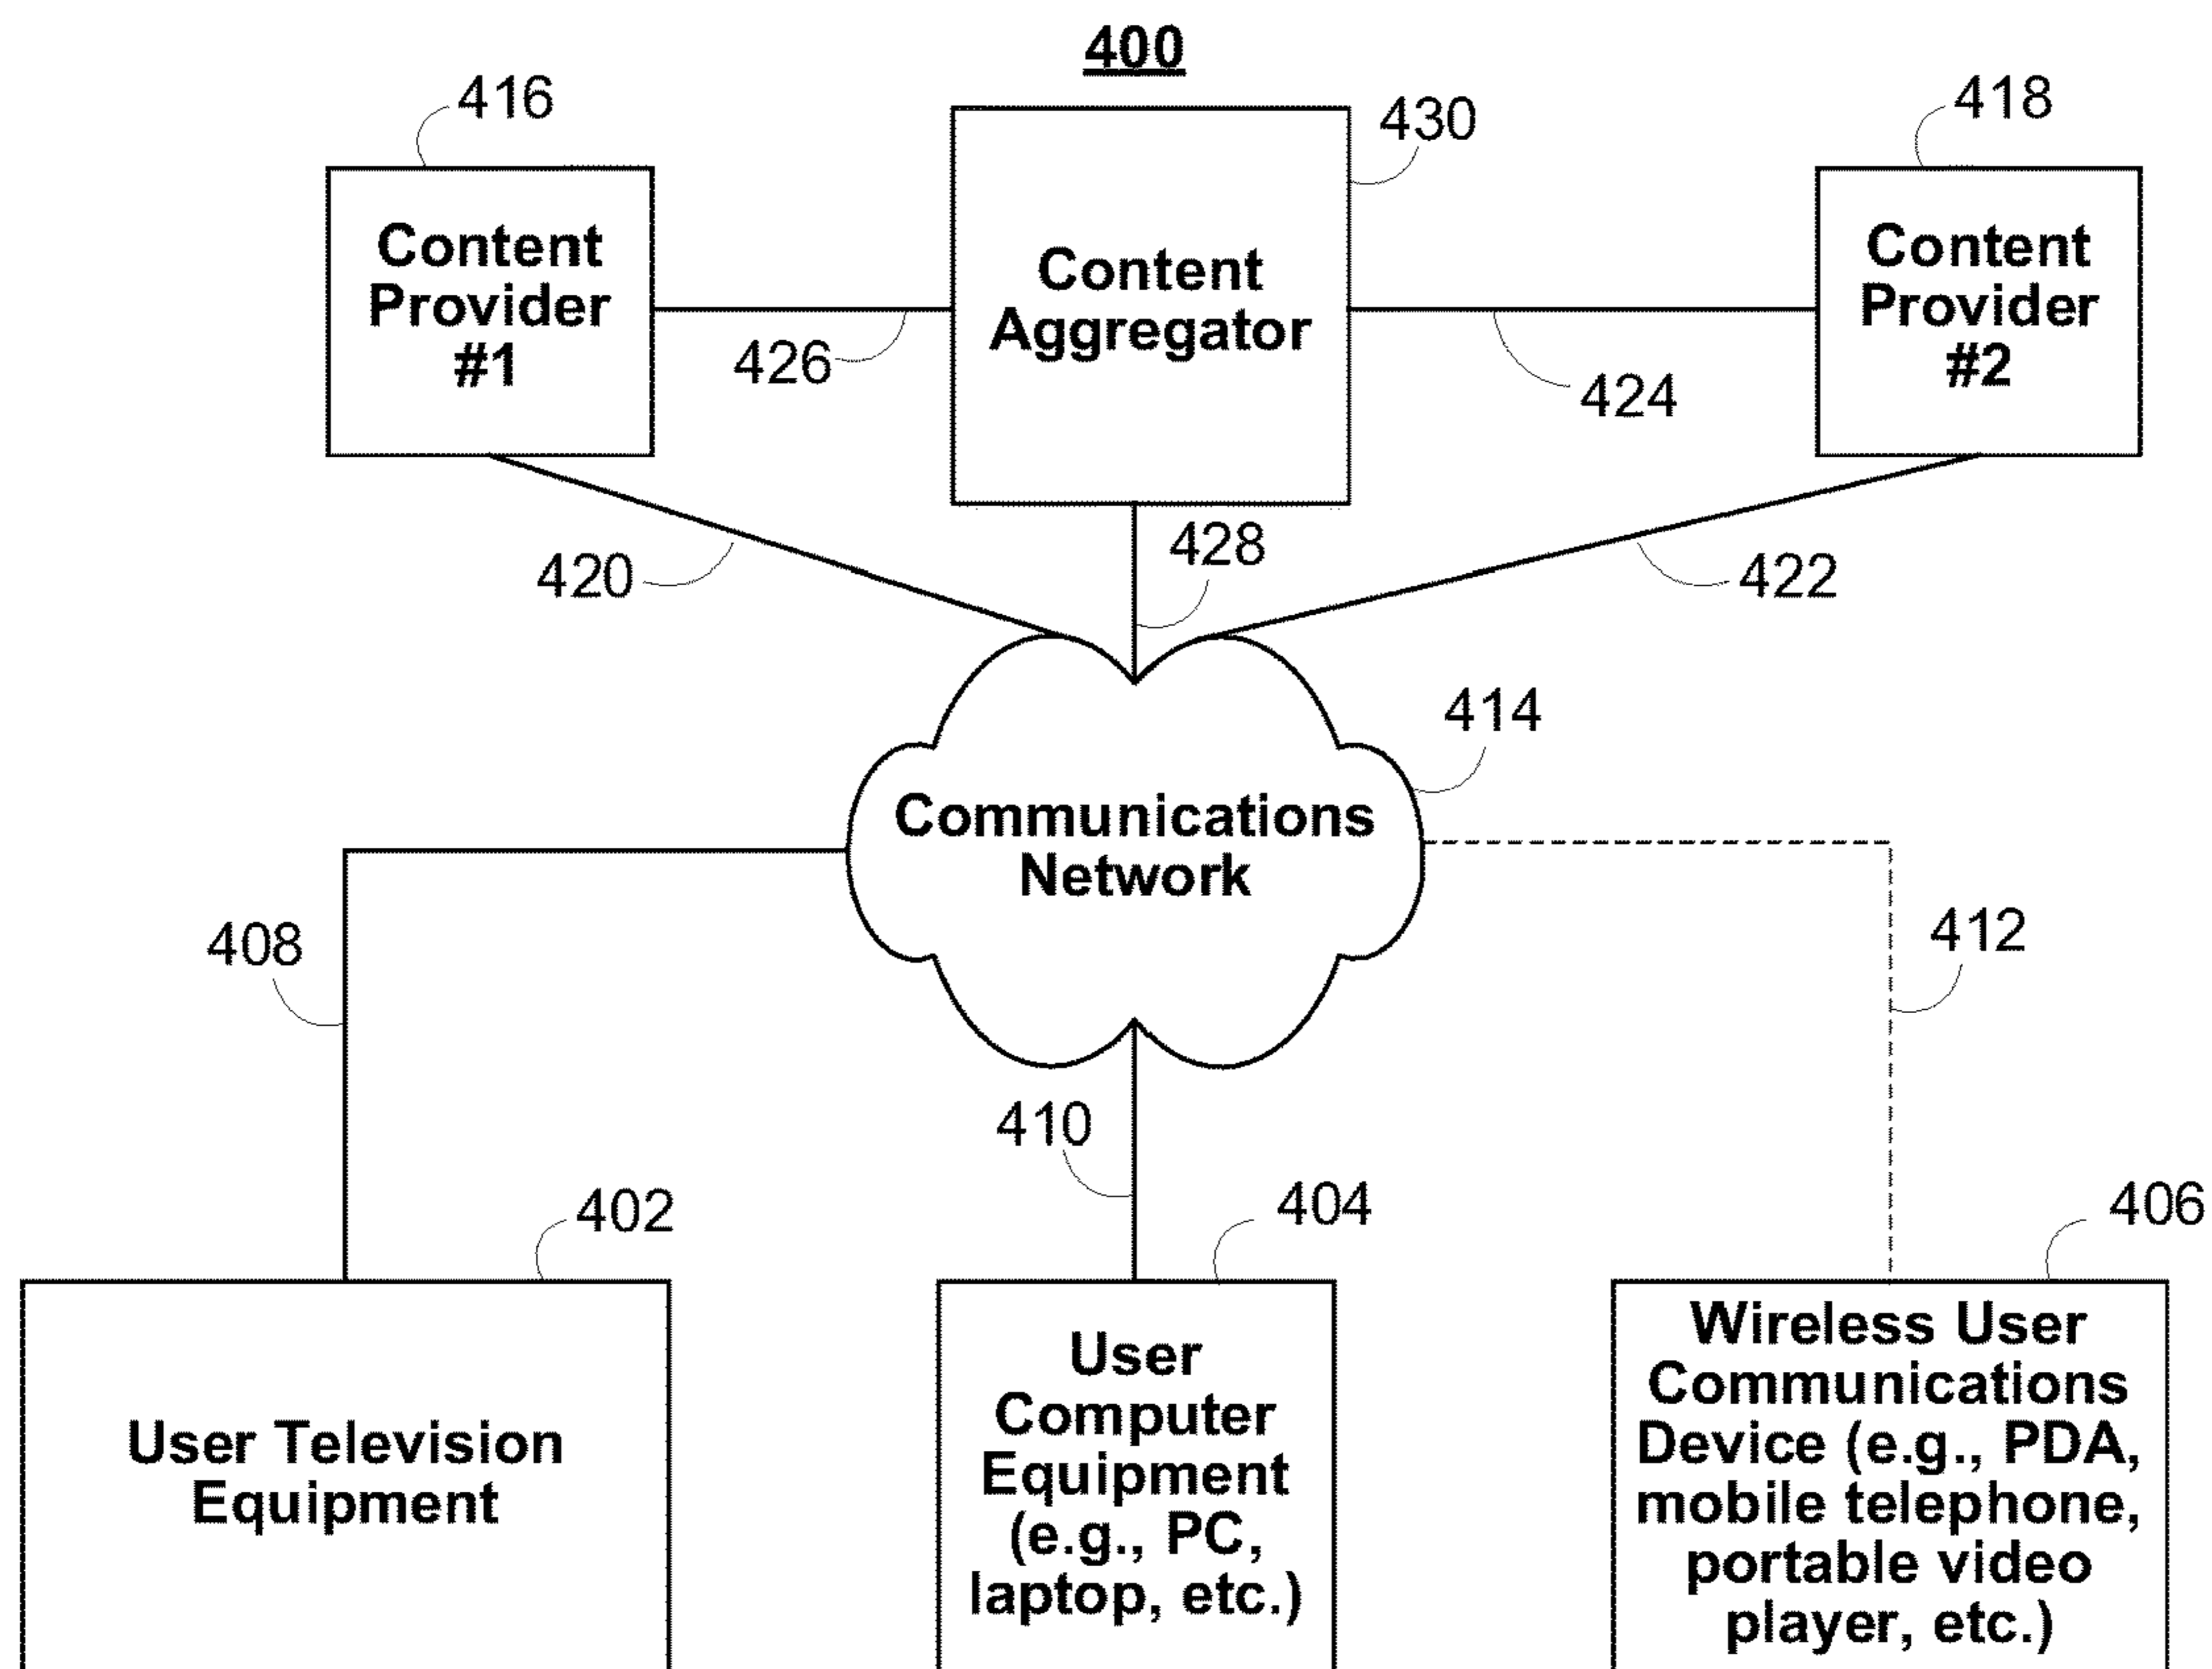 400
416
430
418
Content
Provider
#1
Content
Aggregator
Content
Provider
#2
426
424
420
428
422
414
Communications
Network
408
412
410
402
404
406
User Television
Equipment
User
Computer
Equipment
(e.g., PC,
laptop, etc.)
Wireless User
Communications
Device (e.g., PDA,
mobile telephone,
portable video
player, etc.)